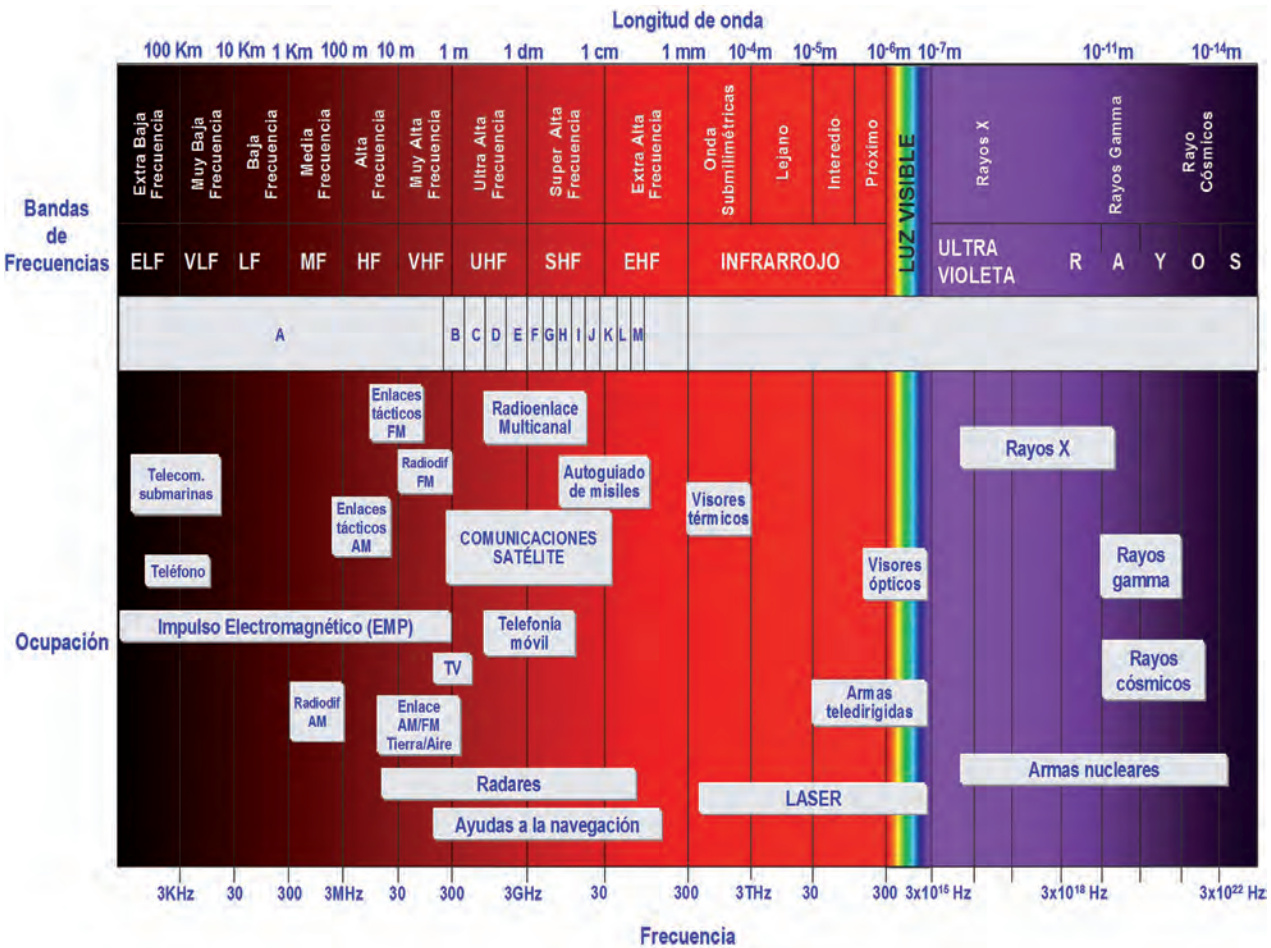 Longitud de onda
100 Km 10 Km 1 Km 100 m 10 m 1 m 1 dm 1 cm 1 mm 10-4m 10-5m 10-6m 10-7m 10-11m 10-14m
Extra Baja
Frecuencia
Muy Baja
Frecuencia
Baja
Frecuencia
Media
Frecuencia
Alta
Frecuencia
Muy Alta
Frecuencia
Ultra Alta
Frecuencia
Super Alta
Frecuencia
Extra Alta
Frecuencia
Onda
Submilimétricas
Lejano
Interedio
Próximo
LUZ VISIBLE
Rayos X
Rayos Gamma
Rayo
Cósmicos
Bandas
de
Frecuencias
ELF VLF LF MF HF VHF UHF SHF EHF INFRARROJO
ULTRA
VIOLETA
R A Y O S
A B C D E F G H I J K L M
Enlaces
tácticos
FM
Radioenlace
Multicanal
Rayos X
Telecom.
submarinas
Radiodif
FM
Autoguiado
de misiles
Visores
térmicos
Enlaces
tácticos
AM
COMUNICACIONES
SATÉLITE
Teléfono
Visores
ópticos
Rayos
gamma
Ocupación
Impulso Electromagnético (EMP)
Telefonía
móvil
TV
Rayos
cósmicos
Radiodif
AM
Enlace
AM/FM
Tierra/Aire
Armas
teledirigidas
Radares
LASER
Armas nucleares
Ayudas a la navegación
3KHz 30 300 3MHz 30 300 3GHz 30 300 3THz 30 300 3x1015 Hz 3x1018 Hz 3x1022 Hz
Frecuencia